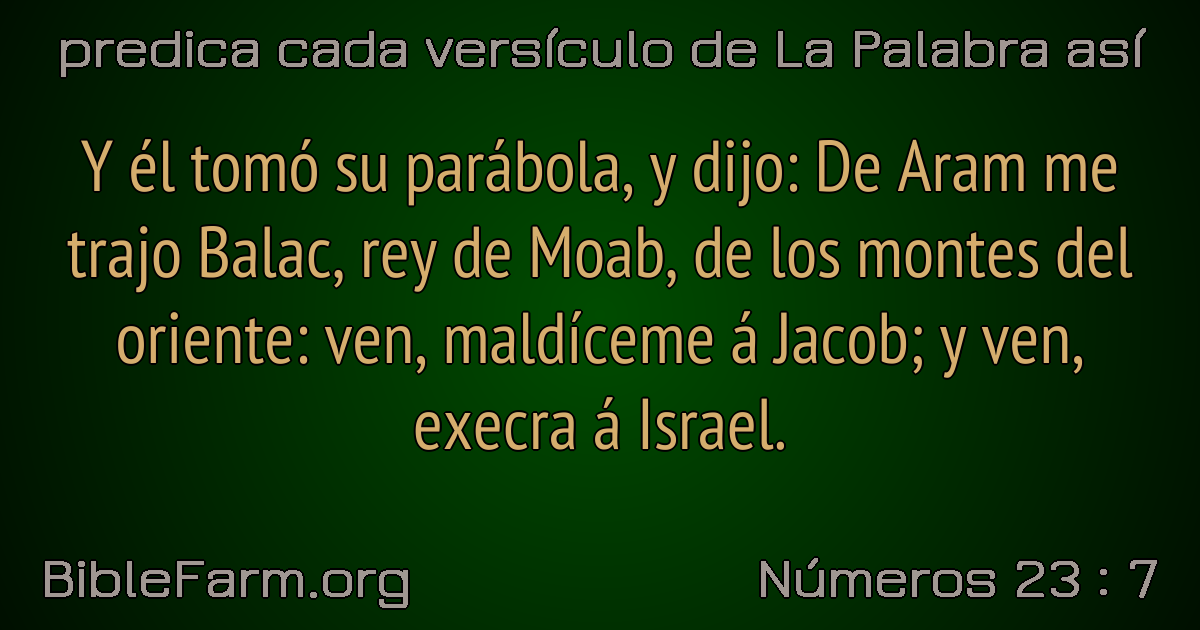 predica cada versículo de La Palabra así
Y él tomó su parábola, y dijo: De Aram me
trajo Balac, rey de Moab, de los montes del
oriente: ven, maldíceme á Jacob; y ven,
execra á Israel.
BibleFarm.org
Números 23 : 7